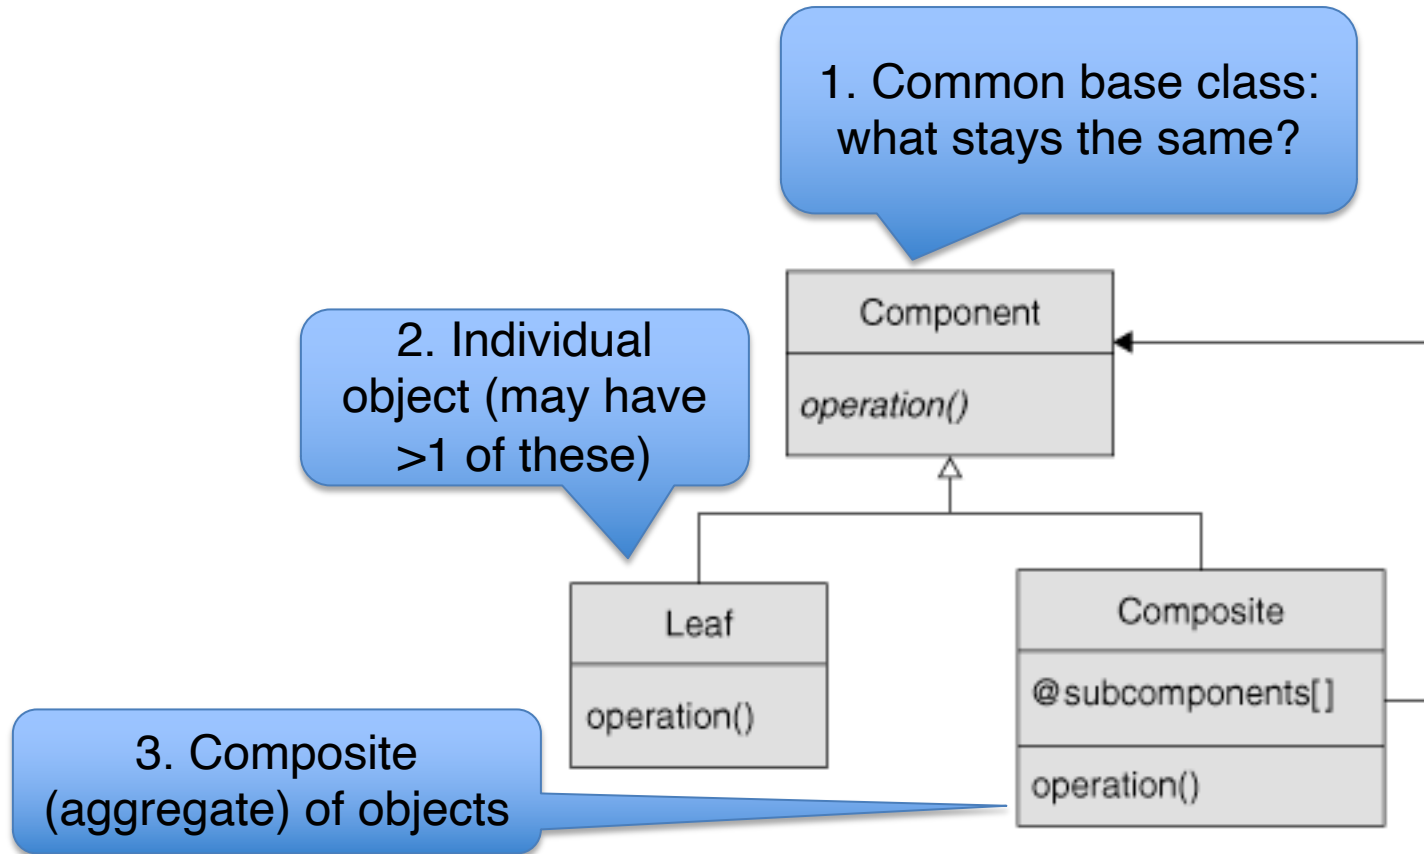 1. Common base class:
what stays the same?
Component
operation()
2. Individual
object (may have
>1 of these)
Leaf
operation()
Composite
@subcomponents[]
operation()
3. Composite
(aggregate) of objects